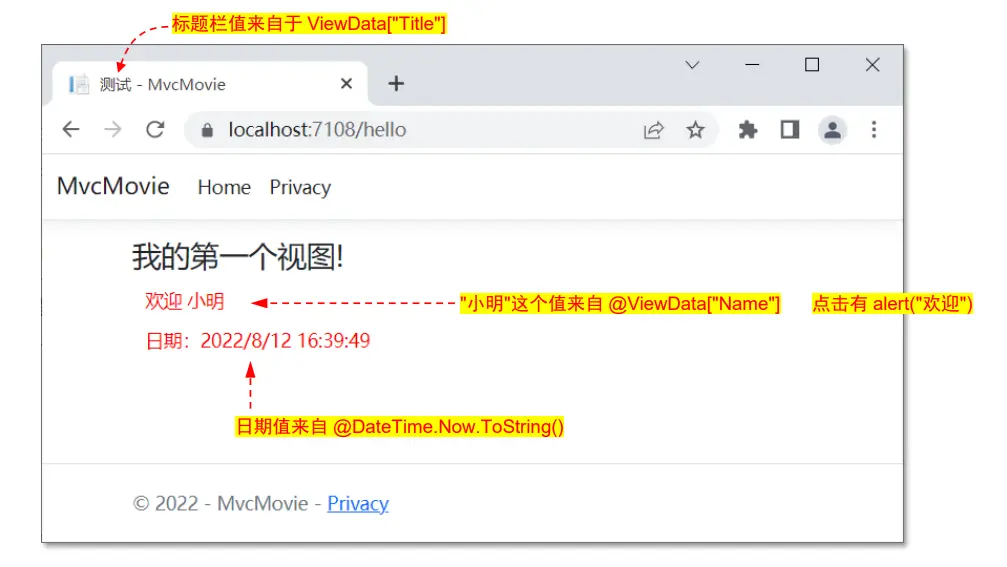 标题栏值来自于 ViewData["Title"]
测试 - MvcMovie
localhost:7108/hello
MvcMovie Home Privacy
我的第一个视图!
欢迎 小明
"小明"这个值来自 @ViewData["Name"] 点击有 alert("欢迎")
日期：2022/8/12 16:39:49
日期值来自 @DateTime.Now.ToString()
© 2022 - MvcMovie - Privacy